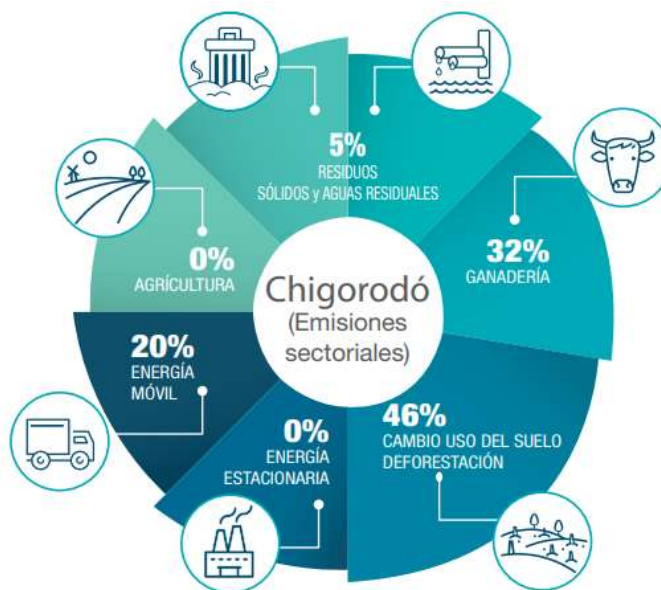 5%
RESIDUOS
SÓLIDOS y AGUAS RESIDUALES
32%
GANADERÍA
0%
AGRÍCULTURA
Chigorodó
(Emisiones
sectoriales)
20%
ENERGÍA
MÓVIL
0%
ENERGÍA
ESTACIONARIA
46%
CAMBIO USO DEL SUELO
DEFORESTACIÓN